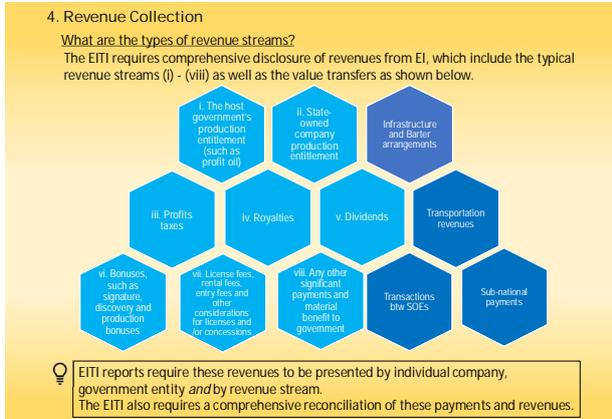 4. Revenue Collection
What are the types of revenue streams?
The EITI requires comprehensive disclosure of revenues from EI, which include the typical
revenue streams (i) - (viii) as well as the value transfers as shown below.
i. The host
government's
production
entitlement
(such as
profit oil)
ii. State-
owned
company
production
entitlement
Infrastructure
and Barter
arrangements
iii. Profits
taxes
iv. Royalties
v. Dividends
Transportation
revenues
vi. Bonuses,
such as
signature,
discovery and
production
bonuses
vii. License fees,
rental fees,
entry fees and
other
considerations
for licenses and
/or concessions
viii. Any other
significant
payments and
material
benefit to
government
Transactions
btw SOEs
Sub-national
payments
EITI reports require these revenues to be presented by individual company,
government entity and by revenue stream.
The EITI also requires a comprehensive reconciliation of these payments and revenues.